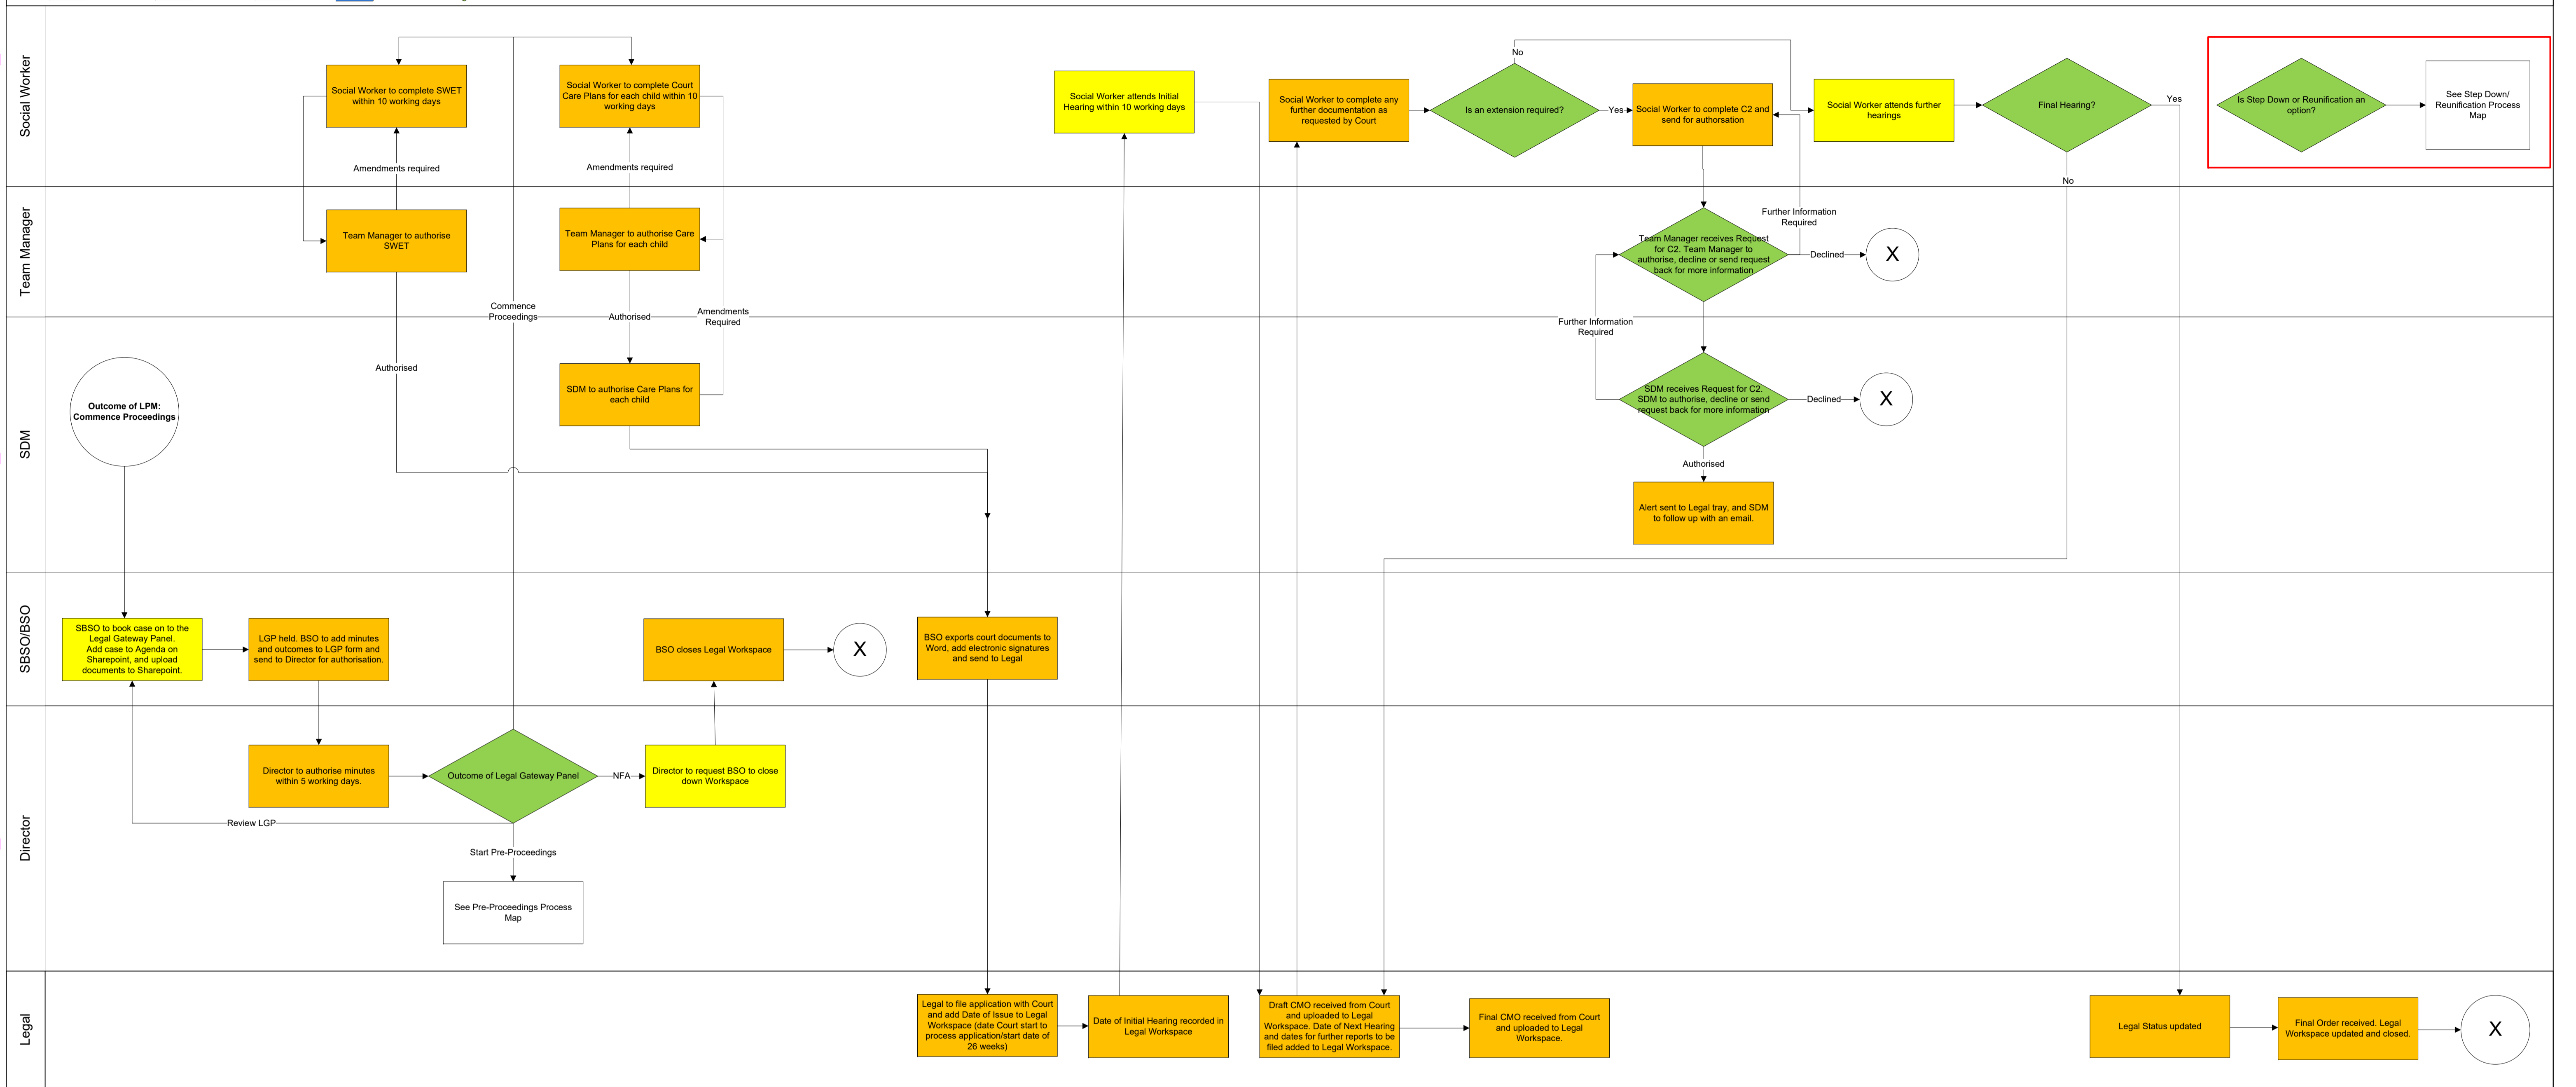 Social Worker
Social Worker to complete SWET
within 10 working days
Social Worker to complete Court
Care Plans for each child within 10
working days
Amendments required
Amendments required
Social Worker attends Initial
Hearing within 10 working days
Social Worker to complete any
further documentation as
requested by Court
No
Is an extension required?
Yes
Social Worker to complete C2 and
send for authorsation
Social Worker attends further
hearings
Final Hearing?
Yes
No
Is Step Down or Reunification an
option?
See Step Down/
Reunification Process
Map
Team Manager
Team Manager to authorise
SWET
Team Manager to authorise Care
Plans for each child
Commence
Proceedings
Authorised
Amendments
Required
Further Information
Required
Team Manager receives Request
for C2. Team Manager to
authorise, decline or send request
back for more information
Declined
X
Further Information
Required
SDM
Outcome of LPM:
Commence Proceedings
Authorised
SDM to authorise Care Plans for
each child
SDM receives Request for C2.
SDM to authorise, decline or send
request back for more information
Declined
X
Authorised
Alert sent to Legal tray, and SDM
to follow up with an email.
SBSO/BSO
SBSO to book case on to the
Legal Gateway Panel.
Add case to Agenda on
Sharepoint, and upload
documents to Sharepoint.
LGP held. BSO to add minutes
and outcomes to LGP form and
send to Director for authorisation.
BSO closes Legal Workspace
X
BSO exports court documents to
Word, add electronic signatures
and send to Legal
Director
Director to authorise minutes
within 5 working days.
Outcome of Legal Gateway Panel
NFA
Director to request BSO to close
down Workspace
Review LGP
Start Pre-Proceedings
See Pre-Proceedings Process
Map
Legal
Legal to file application with Court
and add Date of Issue to Legal
Workspace (date Court start to
process application/start date of
26 weeks)
Date of Initial Hearing recorded in
Legal Workspace
Draft CMO received from Court
and uploaded to Legal
Workspace. Date of Next Hearing
and dates for further reports to be
filed added to Legal Workspace.
Final CMO received from Court
and uploaded to Legal
Workspace.
Legal Status updated
Final Order received. Legal
Workspace updated and closed.
X